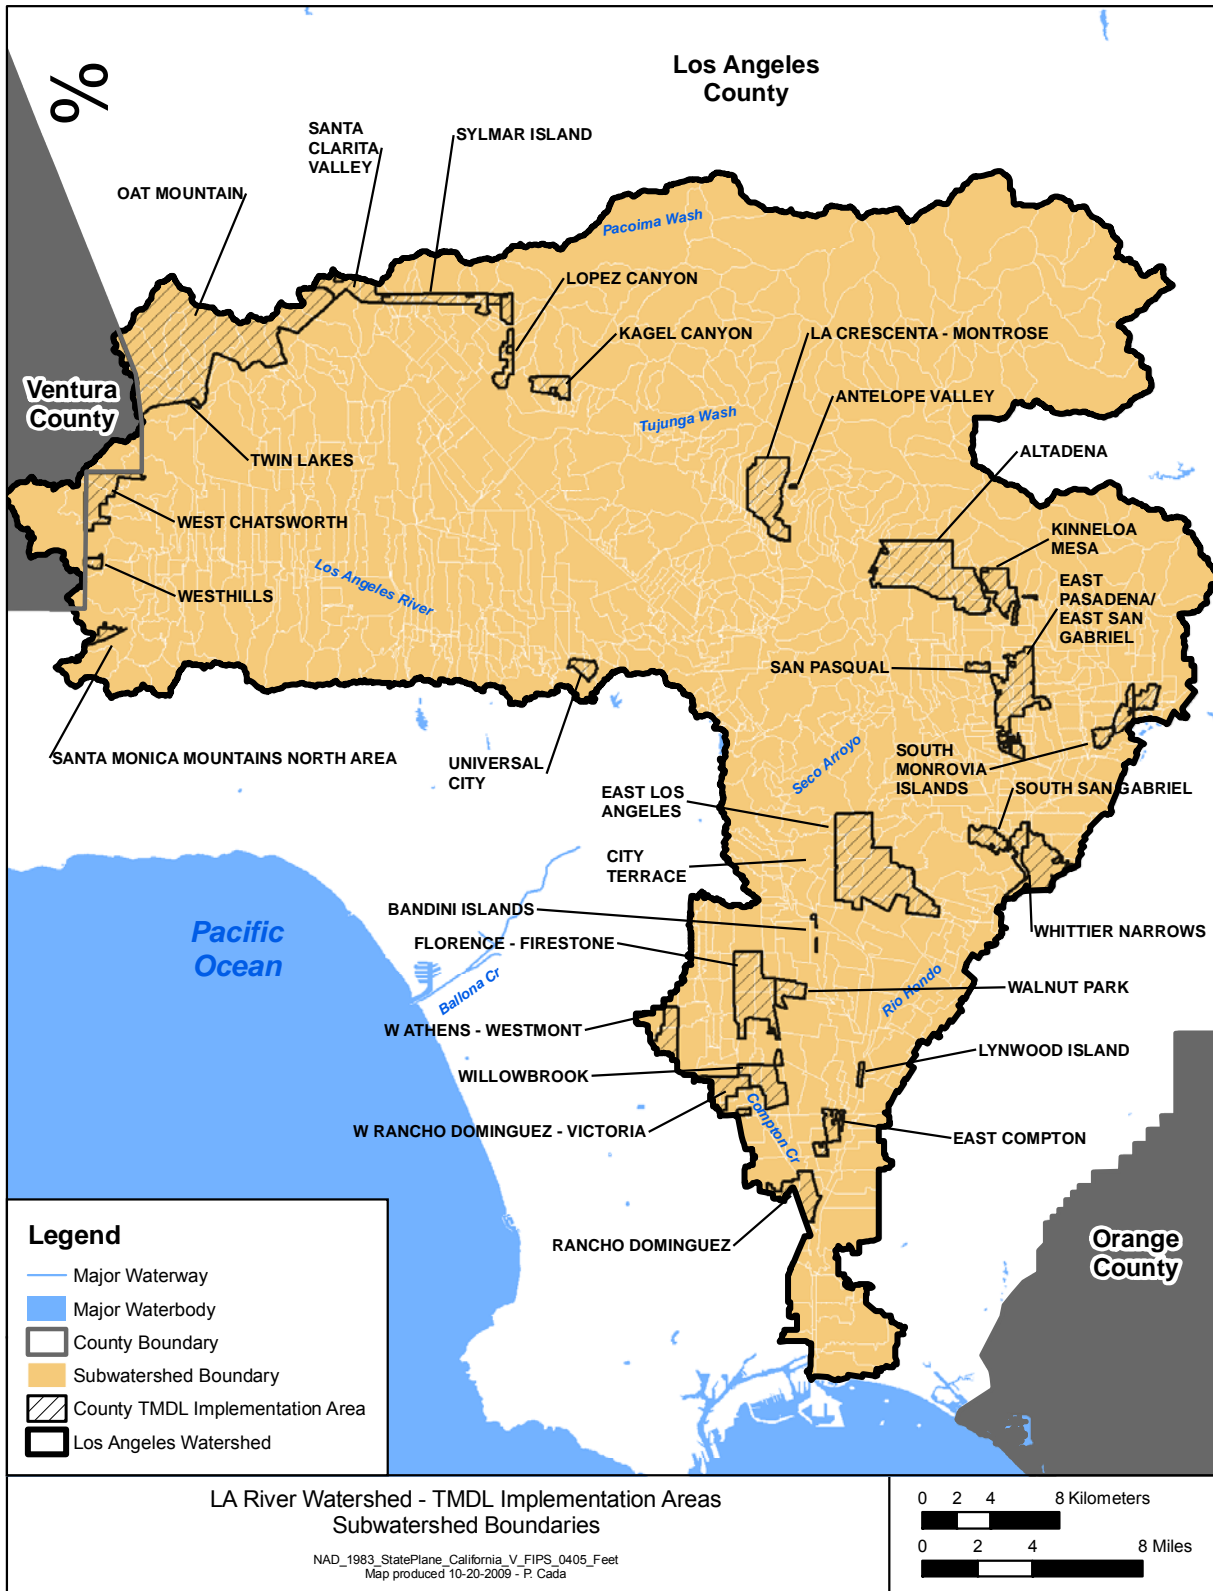 %
Los Angeles
County
SANTA
CLARITA
VALLEY
SYLMAR ISLAND
OAT MOUNTAIN
Pacoima Wash
LOPEZ CANYON
KAGEL CANYON
LA CRESCENTA - MONTROSE
Ventura
County
ANTELOPE VALLEY
Tujunga Wash
ALTADENA
TWIN LAKES
WEST CHATSWORTH
KINNELOA
MESA
Los Angeles River
WESTHILLS
EAST
PASADENA/
EAST SAN
GABRIEL
SAN PASQUAL
SANTA MONICA MOUNTAINS NORTH AREA
UNIVERSAL
CITY
Seco Arroyo
SOUTH
MONROVIA
ISLANDS
SOUTH SAN GABRIEL
EAST LOS
ANGELES
CITY
TERRACE
BANDINI ISLANDS
FLORENCE - FIRESTONE
WHITTIER NARROWS
Pacific
Ocean
Ballona Cr
Rio Hondo
WALNUT PARK
W ATHENS - WESTMONT
LYNWOOD ISLAND
WILLOWBROOK
Compton Cr
W RANCHO DOMINGUEZ - VICTORIA
EAST COMPTON
RANCHO DOMINGUEZ
Orange
County
Legend
Major Waterway
Major Waterbody
County Boundary
Subwatershed Boundary
County TMDL Implementation Area
Los Angeles Watershed
LA River Watershed - TMDL Implementation Areas
Subwatershed Boundaries
NAD_1983_StatePlane_California_V_FIPS_0405_Feet
Map produced 10-20-2009 - P. Cada
0 2 4 8 Kilometers
0 2 4 8 Miles